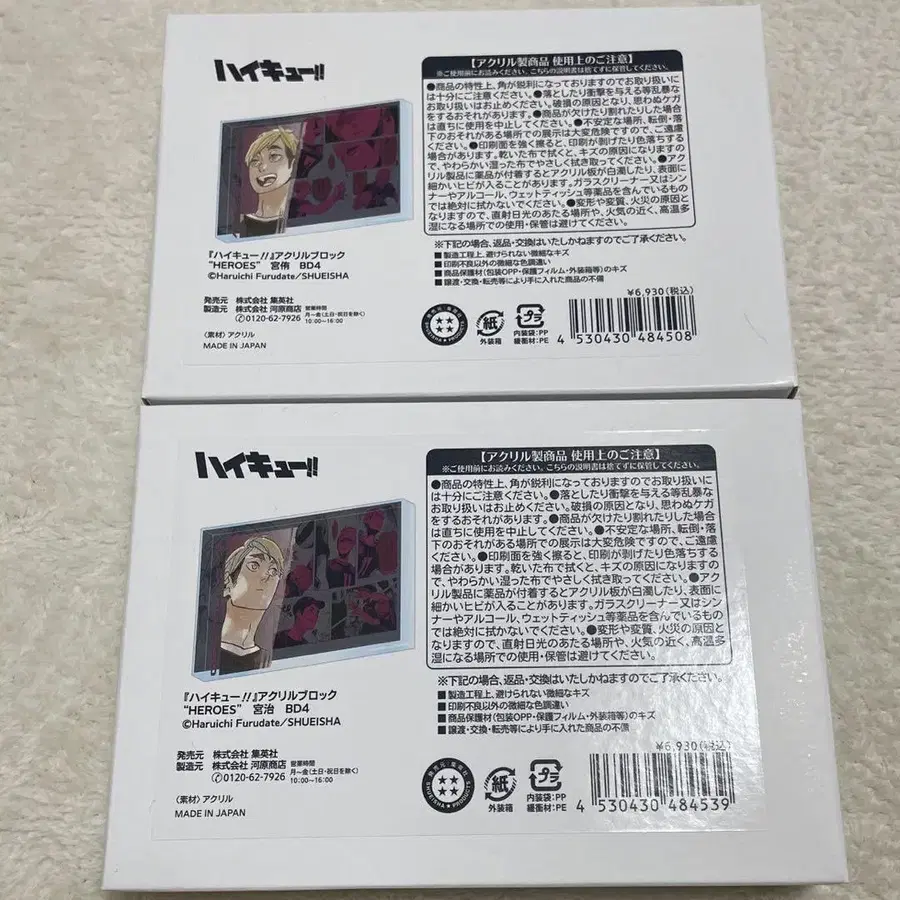 ハイキュー!!
『ハイキュー!!』アクリルブロック
"HEROES" 宮侑 BD4
©Haruichi Furudate/SHUEISHA
発売元 株式会社 集英社
製造元 株式会社 河原商店
✆0120-62-7926
営業時間
月~金(土日・祝日を除く)
10:00~16:00
〈素材〉アクリル
MADE IN JAPAN
【アクリル製商品 使用上のご注意】
※ご使用前にお読みください。こちらの説明書は捨てずに保管してください。
●商品の特性上、角が鋭利になっておりますのでお取り扱いに
は十分にご注意ください。●落としたり衝撃を与える等乱暴な
お取り扱いはお止めください。破損の原因となり、思わぬケガ
をするおそれがあります。●商品が欠けたり割れたりした場合
は直ちに使用を中止してください。●不安定な場所、転倒・落
下のおそれがある場所での展示は大変危険ですので、ご遠慮
ください。●印刷面を強く擦ると、印刷が剥げたり色落ちする
場合があります。乾いた布で拭くと、キズの原因になりますの
で、やわらかい湿った布でやさしく拭き取ってください。●アク
リル製品に薬品が付着するとアクリル板が白濁したり、表面に
細かいヒビが入ることがあります。ガラスクリーナー又はシン
ナーやアルコール、ウェットティッシュ等薬品を含んでいるもの
では絶対に拭かないでください。●変形や変質、火災の原因と
なりますので、直射日光のあたる場所や、火気の近く、高温多
湿になる場所での使用・保管は避けてください。
※下記の場合、返品・交換はいたしかねますのでご了承ください。
■製造工程上、避けられない微細なキズ
■印刷不良以外の微細な色調違い
■商品保護材(包装OPP・保護フィルム・外装箱等)のキズ
■譲渡・交換・転売等により手に入れた商品の不備
¥6,930(税込)
発売元:集英社
SHUEISHA PRODUCTS
紙
外装箱
プラ
内装袋:PP
緩衝材:PE
4 530430 484508
ハイキュー!!
『ハイキュー!!』アクリルブロック
"HEROES" 宮治 BD4
©Haruichi Furudate/SHUEISHA
発売元 株式会社 集英社
製造元 株式会社 河原商店
✆0120-62-7926
営業時間
月~金(土日・祝日を除く)
10:00~16:00
〈素材〉アクリル
MADE IN JAPAN
【アクリル製商品 使用上のご注意】
※ご使用前にお読みください。こちらの説明書は捨てずに保管してください。
●商品の特性上、角が鋭利になっておりますのでお取り扱いに
は十分にご注意ください。●落としたり衝撃を与える等乱暴な
お取り扱いはお止めください。破損の原因となり、思わぬケガ
をするおそれがあります。●商品が欠けたり割れたりした場合
は直ちに使用を中止してください。●不安定な場所、転倒・落
下のおそれがある場所での展示は大変危険ですので、ご遠慮
ください。●印刷面を強く擦ると、印刷が剥げたり色落ちする
場合があります。乾いた布で拭くと、キズの原因になりますの
で、やわらかい湿った布でやさしく拭き取ってください。●アク
リル製品に薬品が付着するとアクリル板が白濁したり、表面に
細かいヒビが入ることがあります。ガラスクリーナー又はシン
ナーやアルコール、ウェットティッシュ等薬品を含んでいるもの
では絶対に拭かないでください。●変形や変質、火災の原因と
なりますので、直射日光のあたる場所や、火気の近く、高温多
湿になる場所での使用・保管は避けてください。
※下記の場合、返品・交換はいたしかねますのでご了承ください。
■製造工程上、避けられない微細なキズ
■印刷不良以外の微細な色調違い
■商品保護材(包装OPP・保護フィルム・外装箱等)のキズ
■譲渡・交換・転売等により手に入れた商品の不備
¥6,930(税込)
発売元:集英社
SHUEISHA PRODUCTS
紙
外装箱
プラ
内装袋:PP
緩衝材:PE
4 530430 484539